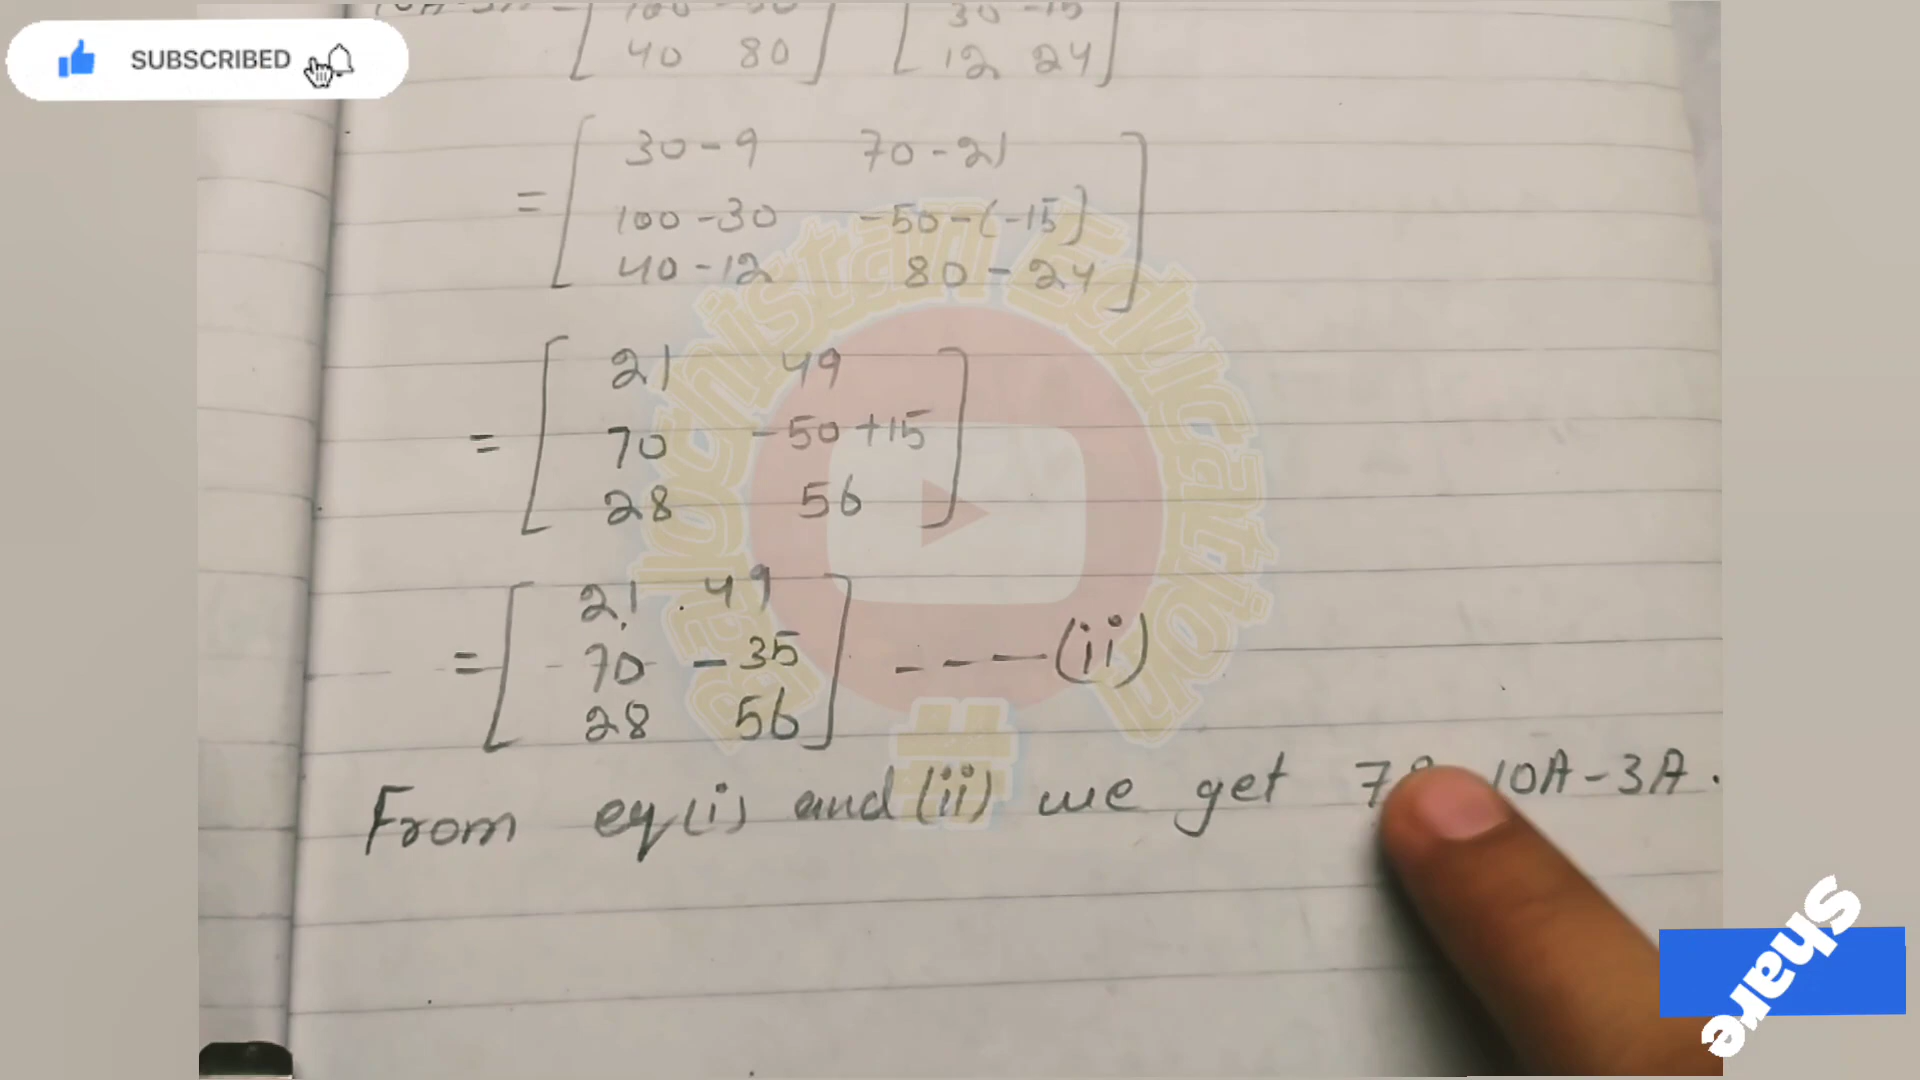 SUBSCRIBED
40 80 12 24
= [ 30-9 70-21
100-30 -50-(-15)
40-12 80-24 ]
= [ 21 49
70 -50+15
28 56 ]
= [ 21 49
70 -35
28 56 ] ----(ii)
From eq(i) and (ii) we get 10A-3A.
#Balochistan Education
Share